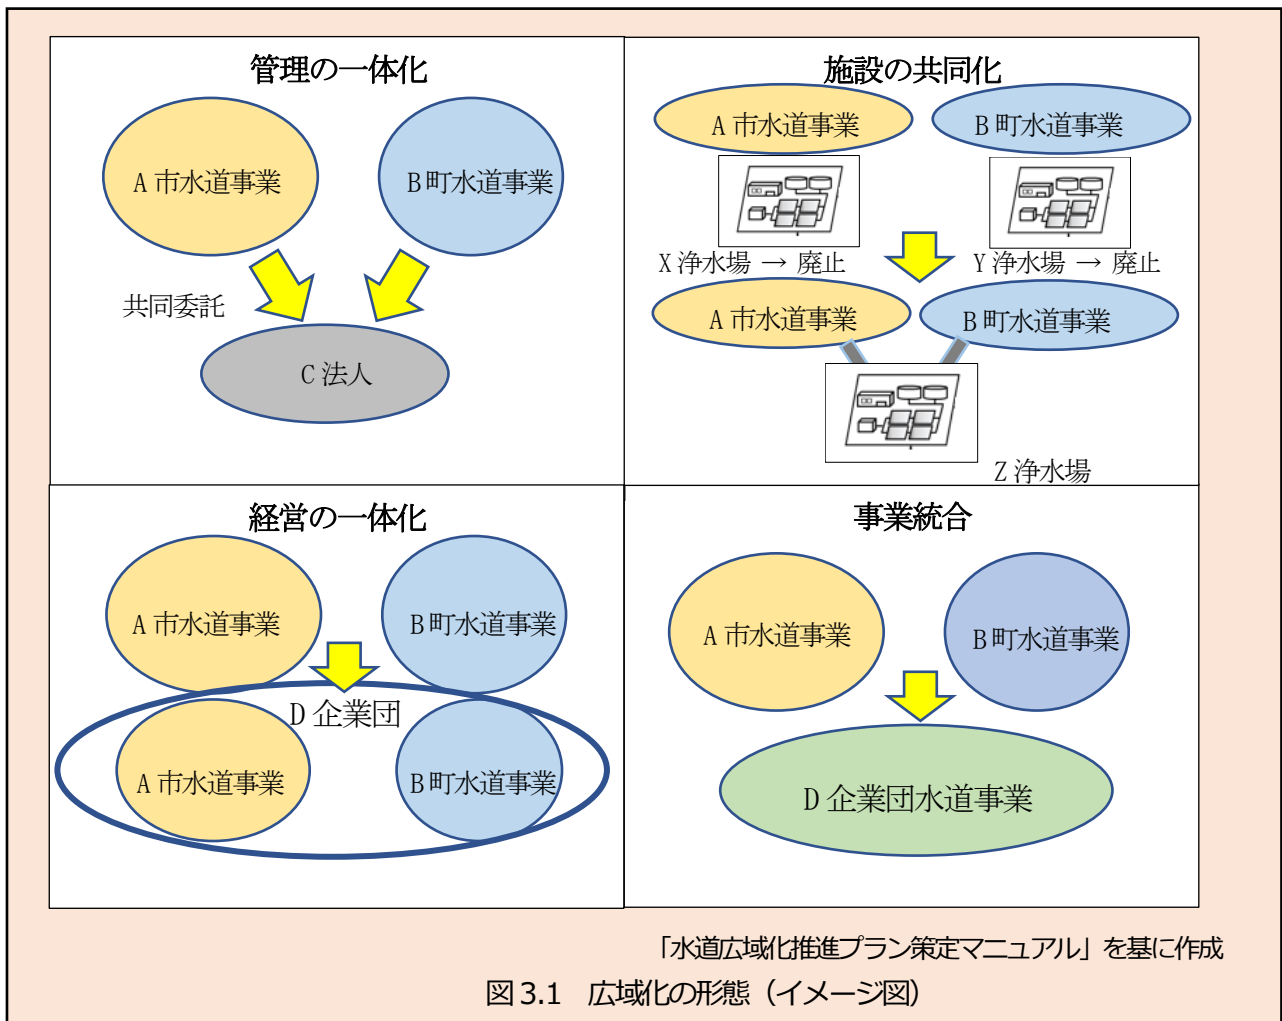 管理の一体化
A 市水道事業
B 町水道事業
共同委託
C 法人
施設の共同化
A 市水道事業
B 町水道事業
X 浄水場 → 廃止
Y 浄水場 → 廃止
A 市水道事業
B 町水道事業
Z 浄水場
経営の一体化
A 市水道事業
B 町水道事業
D 企業団
A 市水道事業
B 町水道事業
事業統合
A 市水道事業
B 町水道事業
D 企業団水道事業
「水道広域化推進プラン策定マニュアル」を基に作成
図 3.1 広域化の形態（イメージ図）